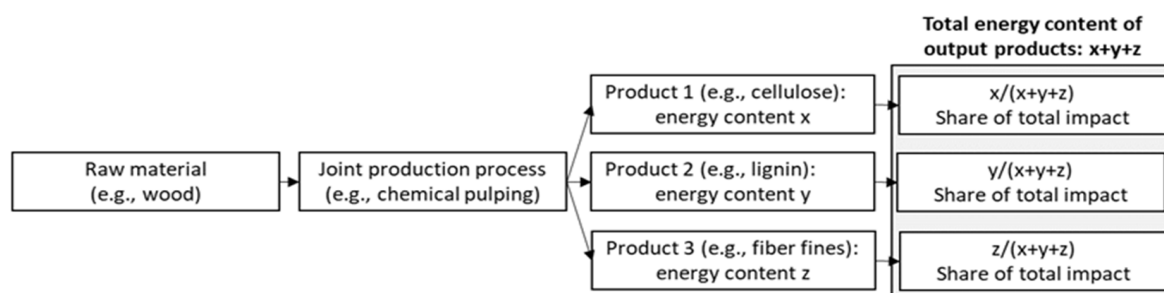 Total energy content of
output products: x+y+z
Raw material
(e.g., wood)
Joint production process
(e.g., chemical pulping)
Product 1 (e.g., cellulose):
energy content x
x/(x+y+z)
Share of total impact
Product 2 (e.g., lignin):
energy content y
y/(x+y+z)
Share of total impact
Product 3 (e.g., fiber fines):
energy content z
z/(x+y+z)
Share of total impact